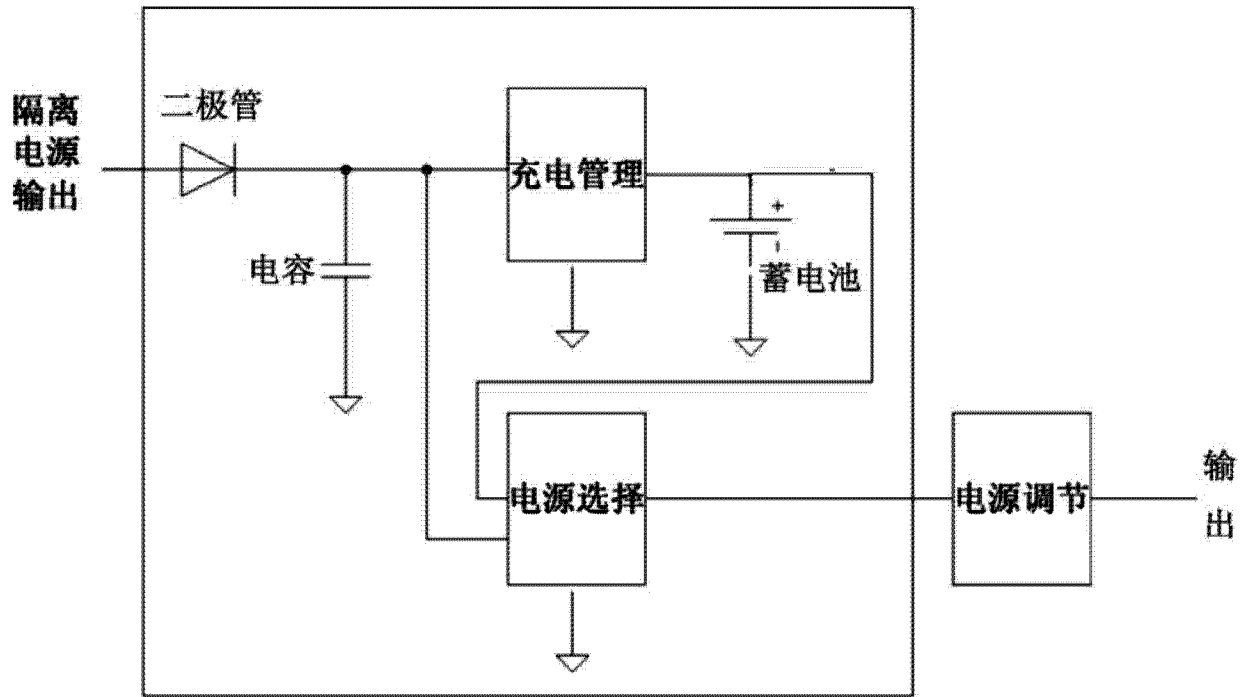 隔离
电源
输出
二极管
充电管理
+
-
电容
蓄电池
电源选择
电源调节
输
出